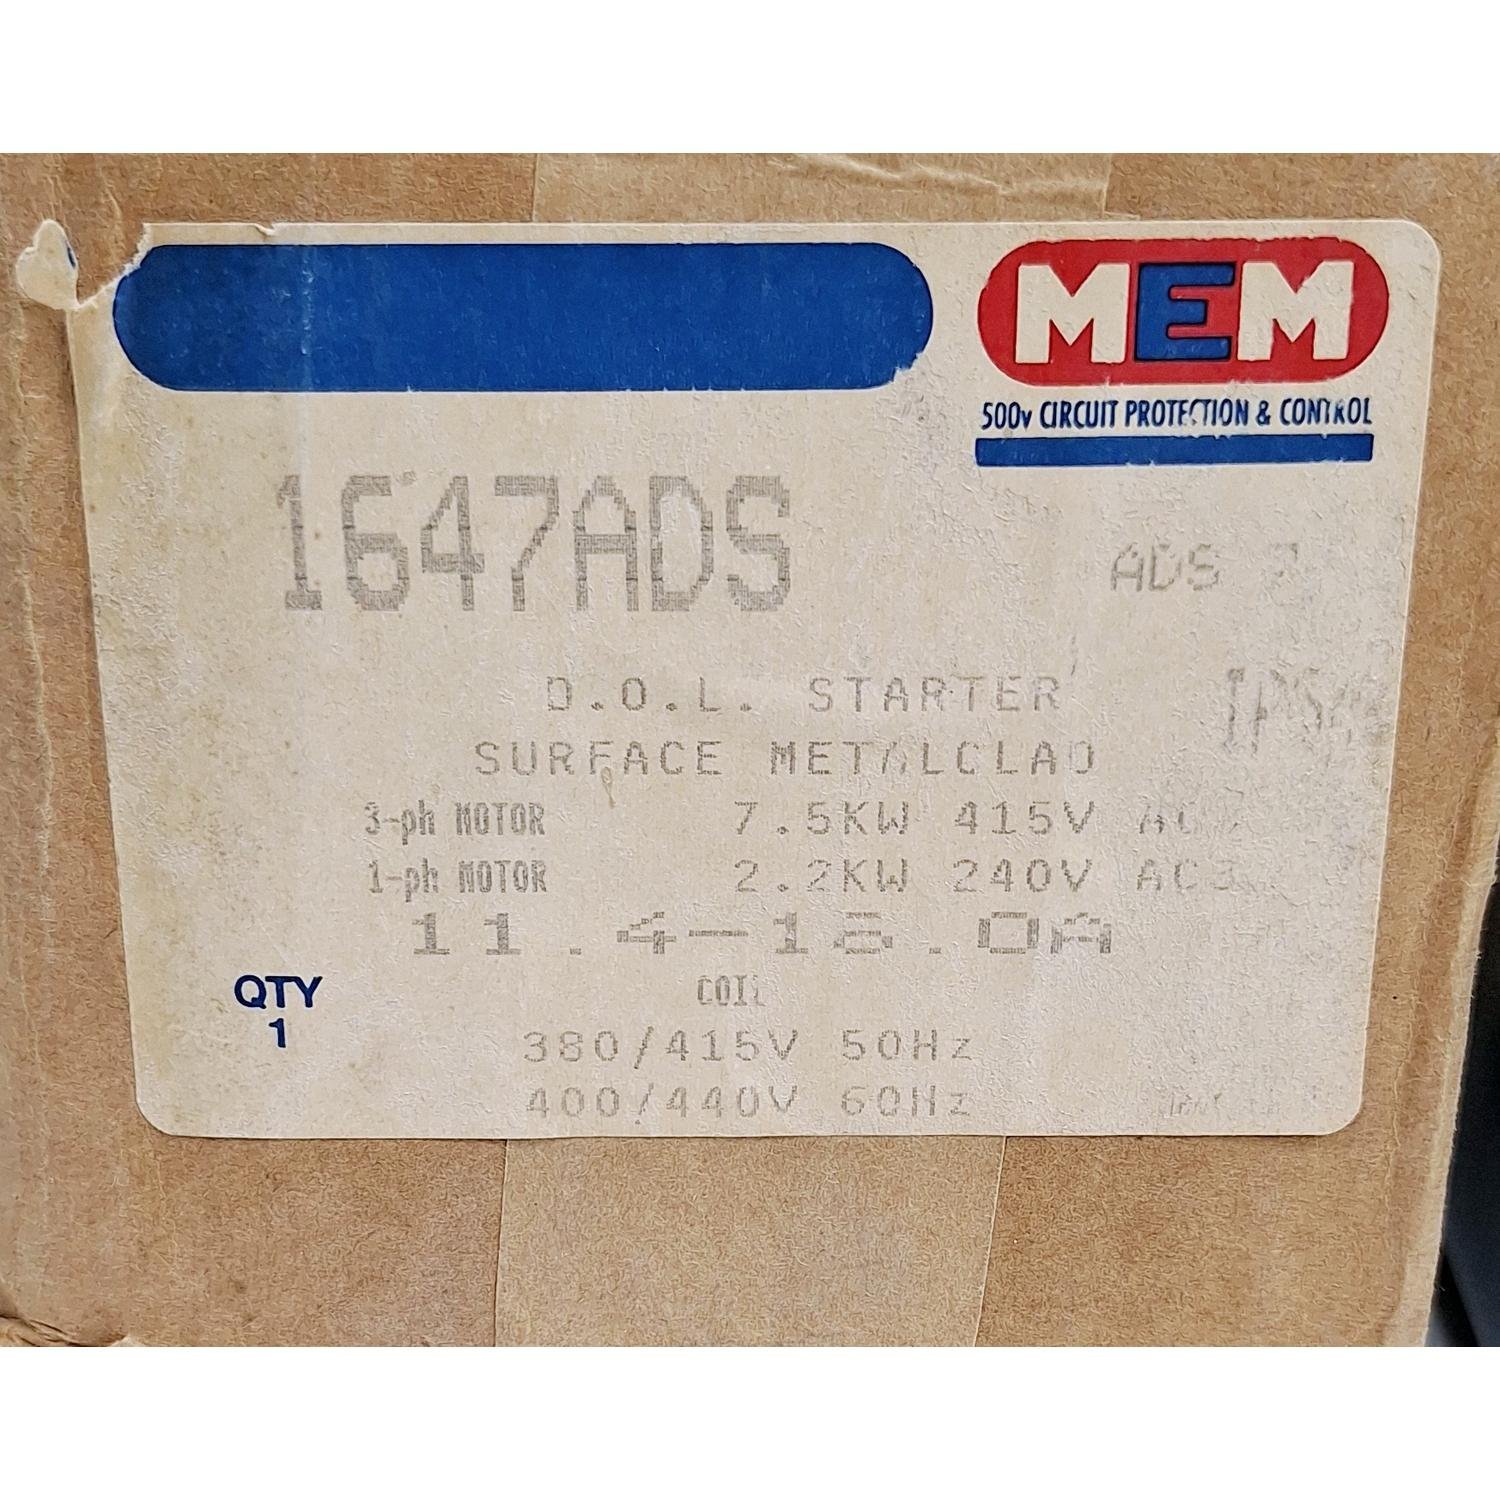 MEM
500v CIRCUIT PROTECTION & CONTROL
1647ADS
ADS
D.O.L. STARTER
SURFACE METALCLAD
3-ph MOTOR 7.5KW 415V
1-ph MOTOR 2.2KW 240V AC3
11.4-16.0A
QTY
1
COIL
380/415V 50Hz
400/440V 60Hz